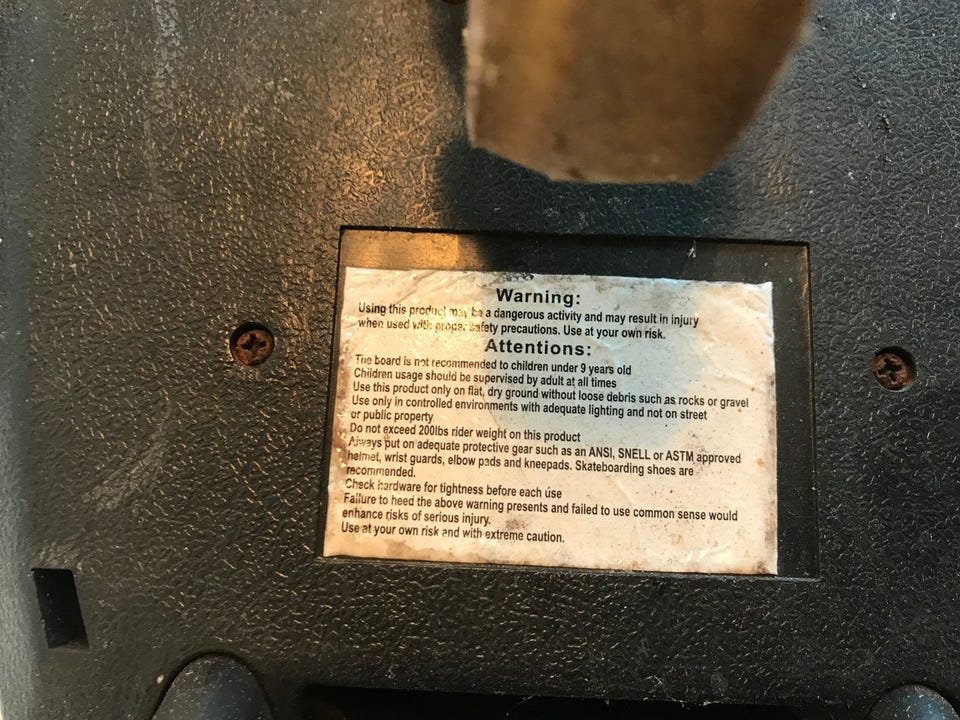 Warning:
Using this product may be a dangerous activity and may result in injury
when used with proper safety precautions. Use at your own risk.
Attentions:
The board is not recommended to children under 9 years old
Children usage should be supervised by adult at all times
Use this product only on flat, dry ground without loose debris such as rocks or gravel
Use only in controlled environments with adequate lighting and not on street
or public property
Do not exceed 200lbs rider weight on this product
Always put on adequate protective gear such as an ANSI, SNELL or ASTM approved
helmet, wrist guards, elbow pads and kneepads. Skateboarding shoes are
recommended.
Check hardware for tightness before each use
Failure to heed the above warning presents and failed to use common sense would
enhance risks of serious injury.
Use at your own risk and with extreme caution.